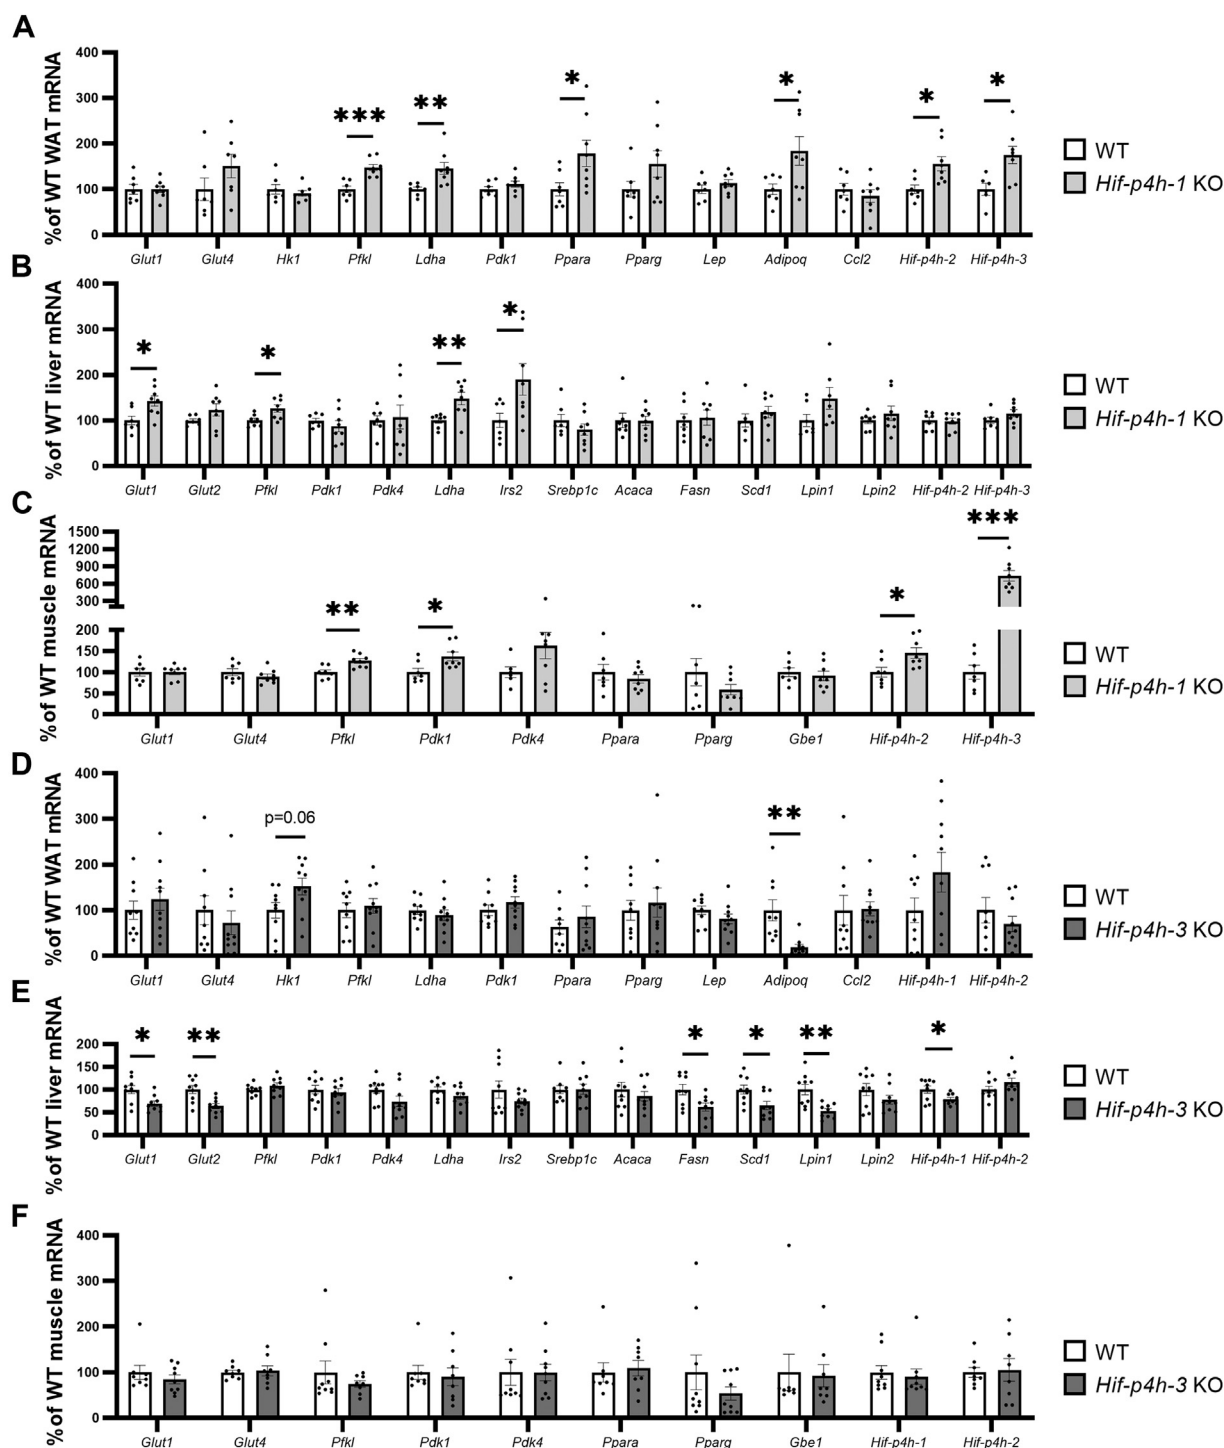 A
%of WT WAT mRNA
400
300
200
100
0
***
**
*
*
*
*
Glut1 Glut4 Hk1 Pfkl Ldha Pdk1 Ppara Pparg Lep Adipoq Ccl2 Hif-p4h-2 Hif-p4h-3
WT
Hif-p4h-1 KO
B
%of WT liver mRNA
400
300
200
100
0
*
*
**
*
Glut1 Glut2 Pfkl Pdk1 Pdk4 Ldha Irs2 Srebp1c Acaca Fasn Scd1 Lpin1 Lpin2 Hif-p4h-2 Hif-p4h-3
WT
Hif-p4h-1 KO
C
%of WT muscle mRNA
1500
1200
900
600
300
200
150
100
50
0
**
*
*
***
Glut1 Glut4 Pfkl Pdk1 Pdk4 Ppara Pparg Gbe1 Hif-p4h-2 Hif-p4h-3
WT
Hif-p4h-1 KO
D
%of WT WAT mRNA
400
300
200
100
0
p=0.06
**
Glut1 Glut4 Hk1 Pfkl Ldha Pdk1 Ppara Pparg Lep Adipoq Ccl2 Hif-p4h-1 Hif-p4h-2
WT
Hif-p4h-3 KO
E
%of WT liver mRNA
200
150
100
50
0
*
**
*
*
**
*
Glut1 Glut2 Pfkl Pdk1 Pdk4 Ldha Irs2 Srebp1c Acaca Fasn Scd1 Lpin1 Lpin2 Hif-p4h-1 Hif-p4h-2
WT
Hif-p4h-3 KO
F
%of WT muscle mRNA
400
300
200
100
0
Glut1 Glut4 Pfkl Pdk1 Pdk4 Ppara Pparg Gbe1 Hif-p4h-1 Hif-p4h-2
WT
Hif-p4h-3 KO